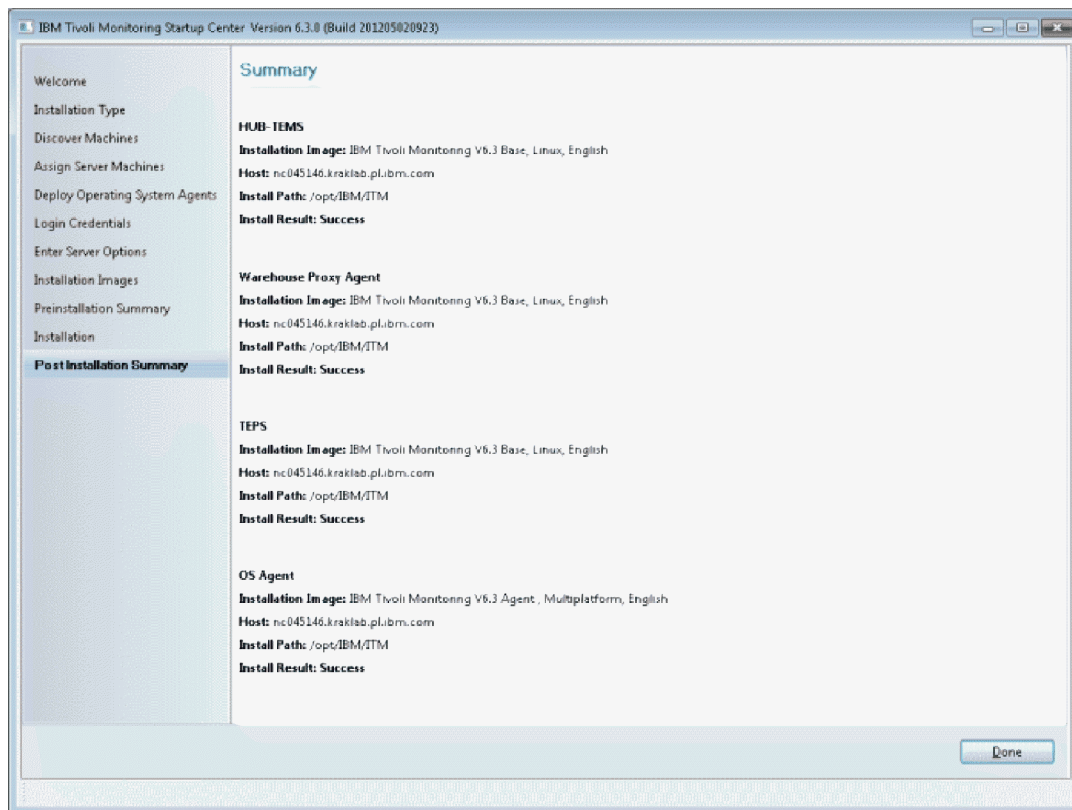 IBM Tivoli Monitoring Startup Center Version 6.3.0 (Build 201205020923)
Welcome
Installation Type
Discover Machines
Assign Server Machines
Deploy Operating System Agents
Login Credentials
Enter Server Options
Installation Images
Preinstallation Summary
Installation
Post Installation Summary
Summary
HUB-TEMS
Installation Image: IBM Tivoli Monitoring V6.3 Base, Linux, English
Host: nc045146.kraklab.pl.ibm.com
Install Path: /opt/IBM/ITM
Install Result: Success
Warehouse Proxy Agent
Installation Image: IBM Tivoli Monitoring V6.3 Base, Linux, English
Host: nc045146.kraklab.pl.ibm.com
Install Path: /opt/IBM/ITM
Install Result: Success
TEPS
Installation Image: IBM Tivoli Monitoring V6.3 Base, Linux, English
Host: nc045146.kraklab.pl.ibm.com
Install Path: /opt/IBM/ITM
Install Result: Success
OS Agent
Installation Image: IBM Tivoli Monitoring V6.3 Agent , Multiplatform, English
Host: nc045146.kraklab.pl.ibm.com
Install Path: /opt/IBM/ITM
Install Result: Success
Done